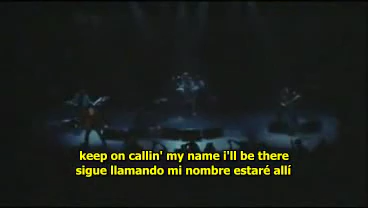 keep on callin' my name i'll be there
sigue llamando mi nombre estaré allí